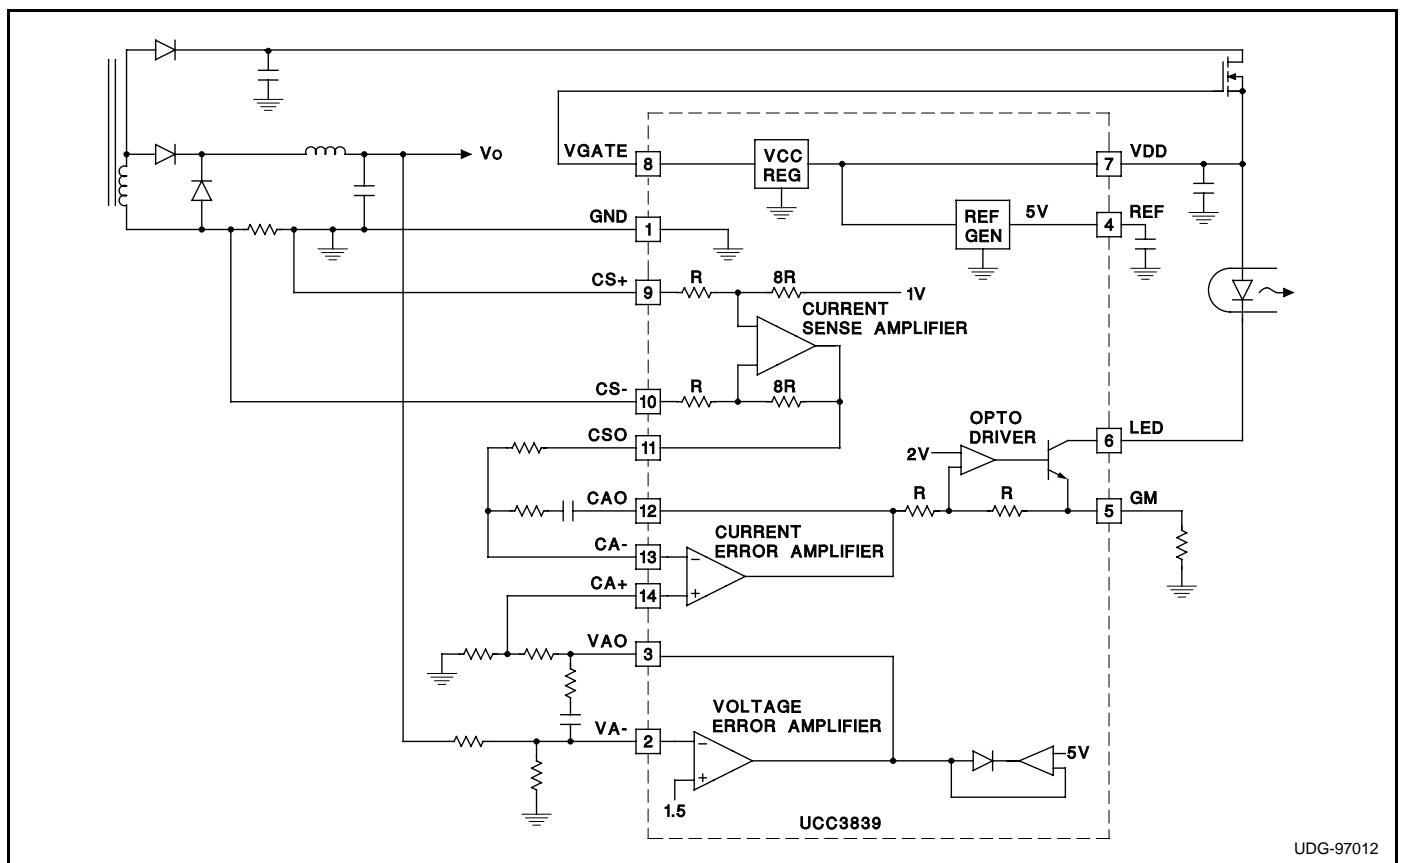 Vo
VGATE
8
VCC
REG
7
VDD
REF
GEN
5V
4
REF
GND
1
CS+
9
R
8R
1V
CURRENT
SENSE AMPLIFIER
CS-
10
R
8R
CSO
11
OPTO
DRIVER
6
LED
2V
CAO
12
R
R
5
GM
CURRENT
ERROR AMPLIFIER
CA-
13
−
CA+
14
+
VAO
3
VOLTAGE
ERROR AMPLIFIER
VA-
2
−
+
1.5
5V
UCC3839
UDG-97012